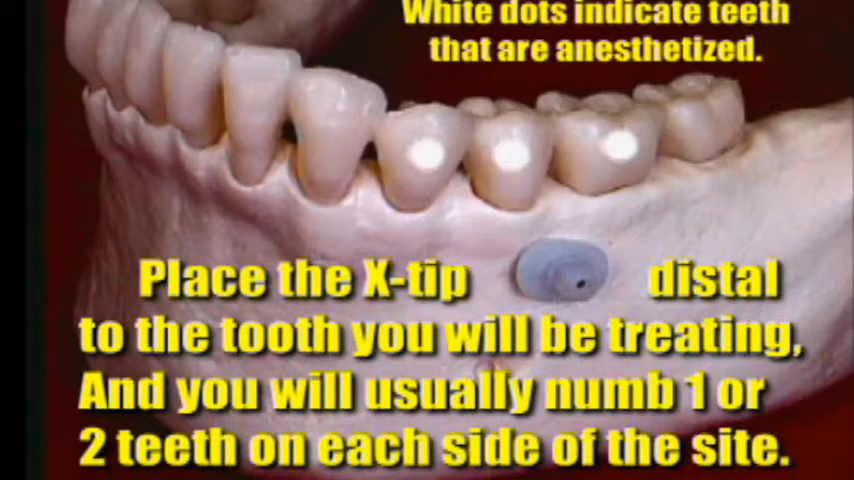 White dots indicate teeth
that are anesthetized.
Place the X-tip distal
to the tooth you will be treating,
And you will usually numb 1 or
2 teeth on each side of the site.